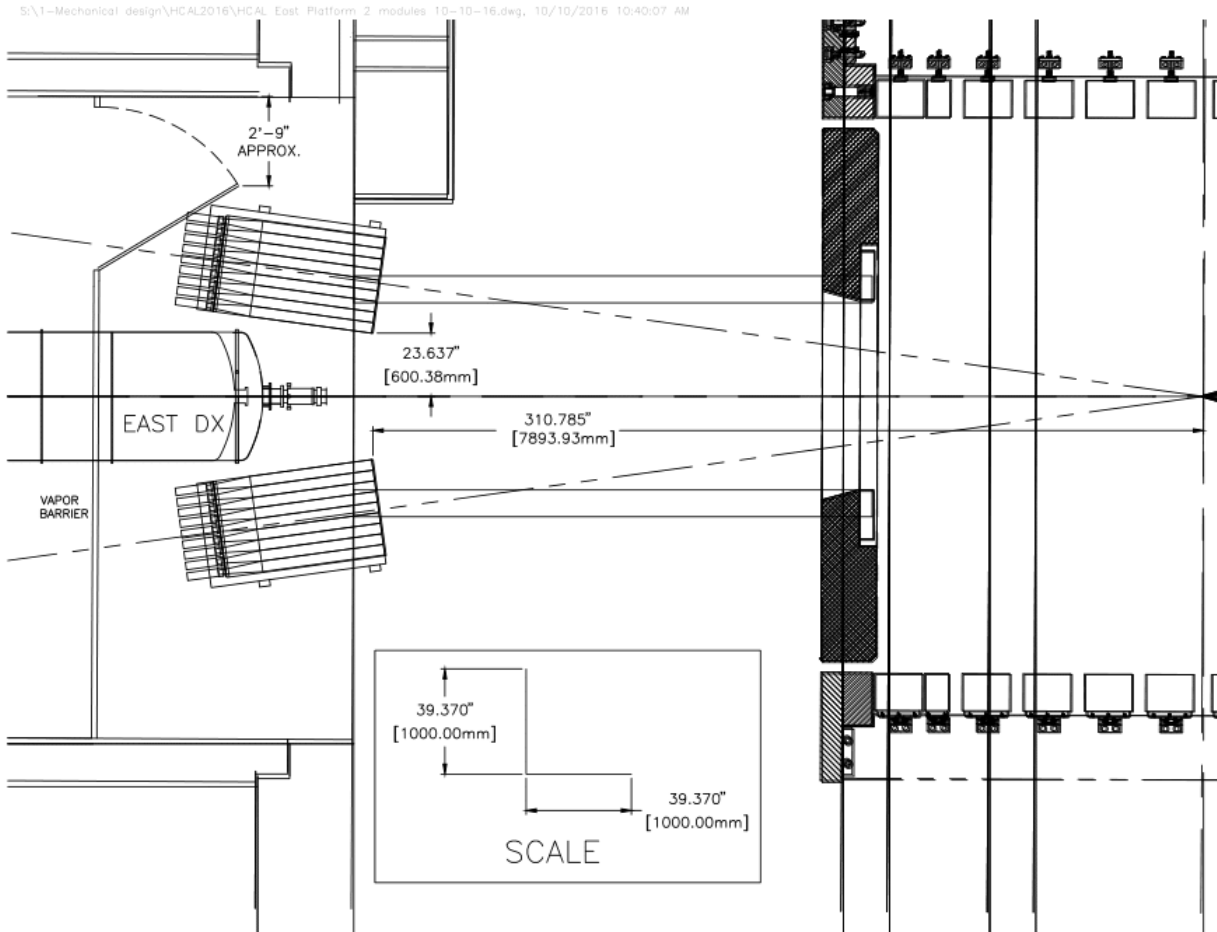 S:\1-Mechanical design\HCAL2016\HCAL East Platform 2 modules 10-10-16.dwg, 10/10/2016 10:40:07 AM
2'-9"
APPROX.
23.637"
[600.38mm]
310.785"
[7893.93mm]
EAST DX
VAPOR
BARRIER
39.370"
[1000.00mm]
39.370"
[1000.00mm]
SCALE